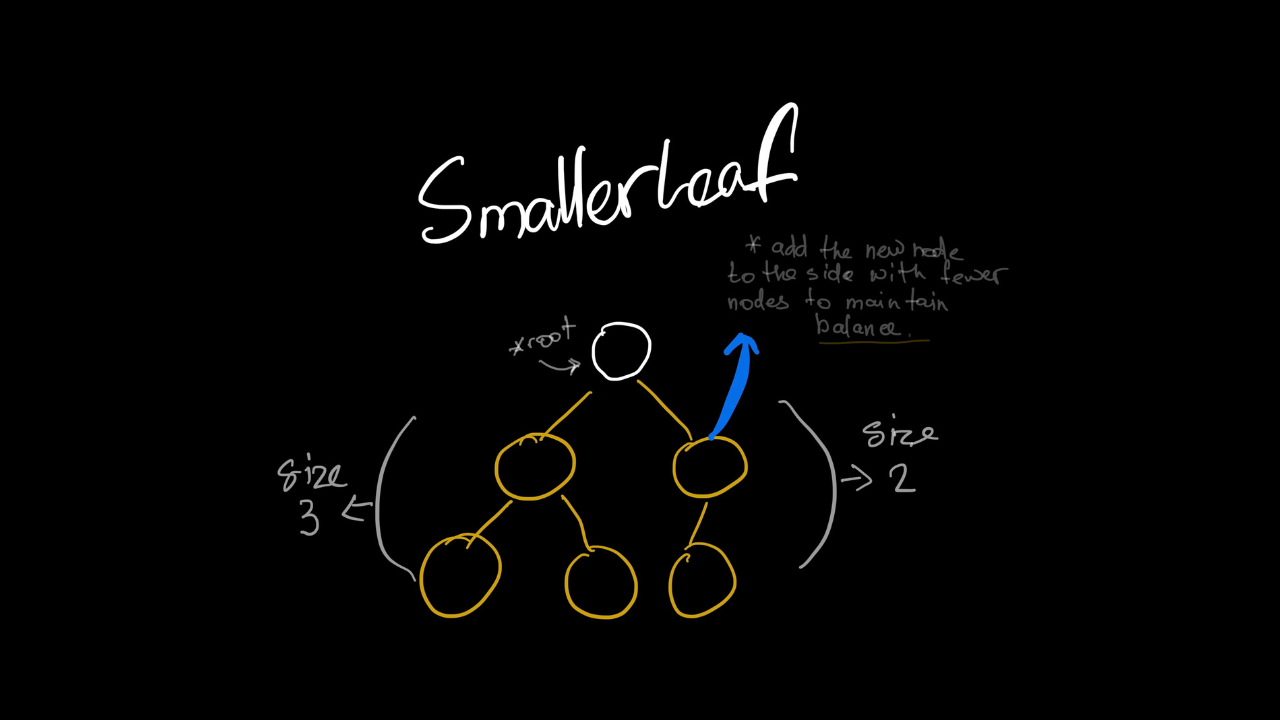 Smallerleaf
* add the new node
to the side with fewer
nodes to maintain
balance.
*root
size
3
size
2